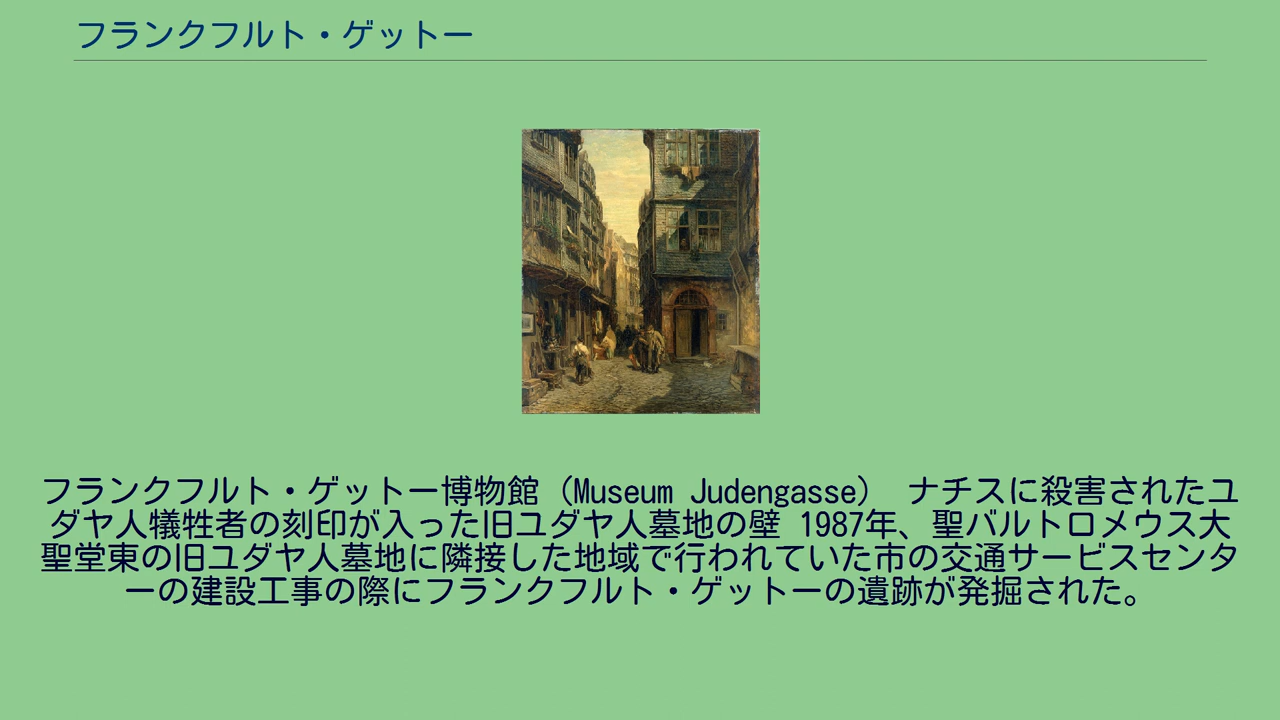 フランクフルト・ゲットー
フランクフルト・ゲットー博物館（Museum Judengasse） ナチスに殺害されたユ
ダヤ人犠牲者の刻印が入った旧ユダヤ人墓地の壁 1987年、聖バルトロメウス大
聖堂東の旧ユダヤ人墓地に隣接した地域で行われていた市の交通サービスセンタ
ーの建設工事の際にフランクフルト・ゲットーの遺跡が発掘された。